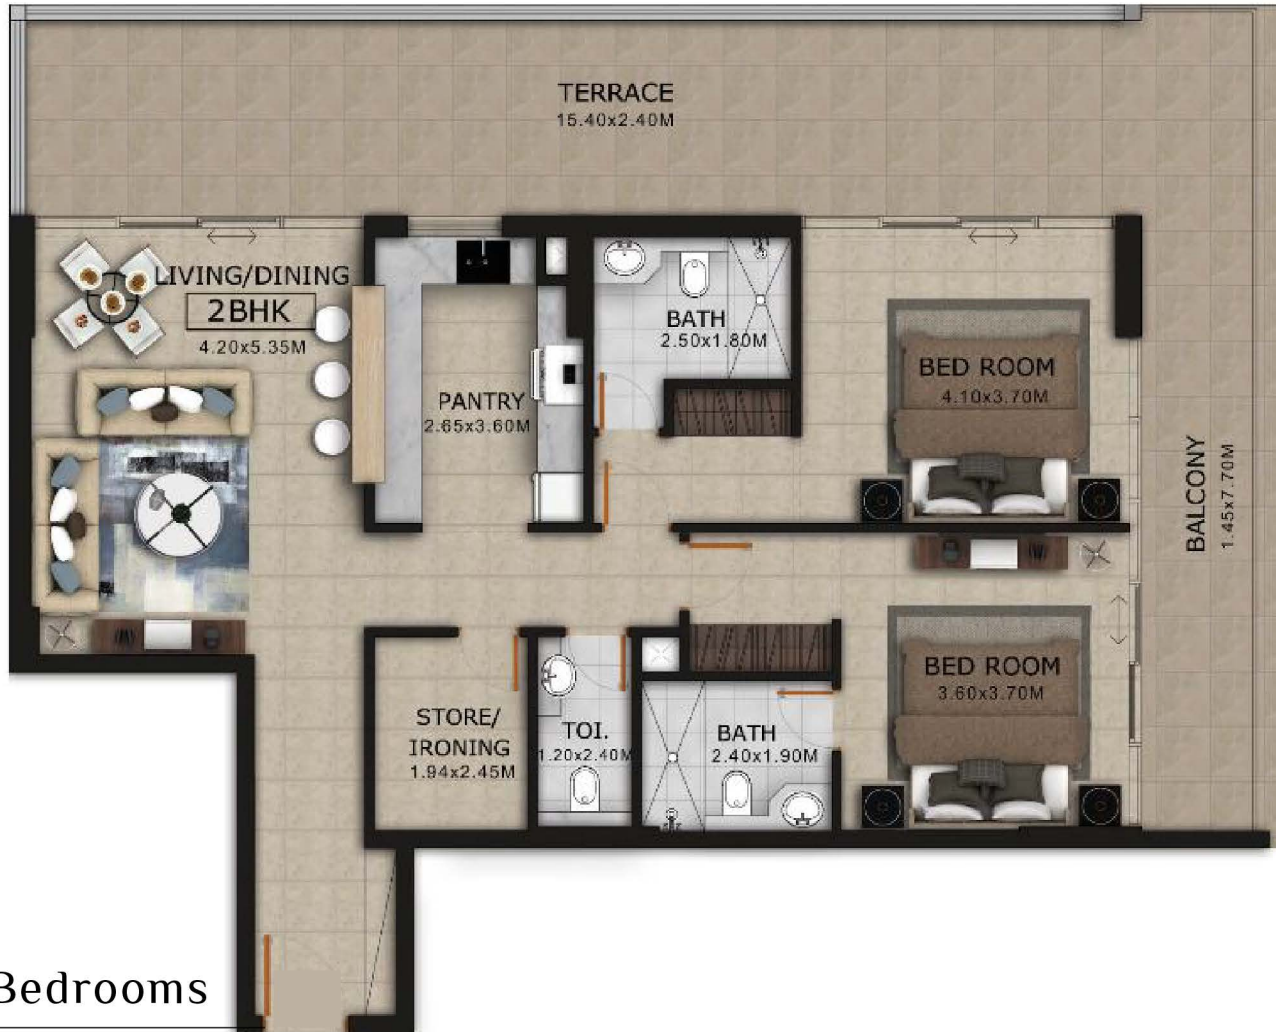 TERRACE
15.40x2.40M
LIVING/DINING
2BHK
4.20x5.35M
BATH
2.50x1.80M
BED ROOM
4.10x3.70M
PANTRY
2.65x3.60M
BALCONY
1.45x7.70M
BED ROOM
3.60x3.70M
STORE/
IRONING
1.94x2.45M
TOI.
1.20x2.40M
BATH
2.40x1.90M
Bedrooms